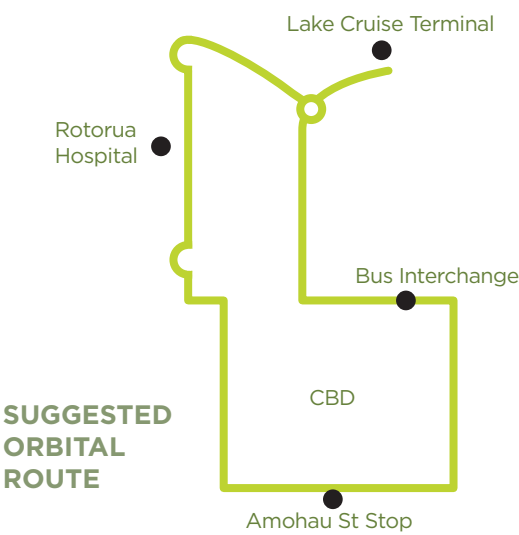 Lake Cruise Terminal
Rotorua
Hospital
Bus Interchange
CBD
SUGGESTED
ORBITAL
ROUTE
Amohau St Stop